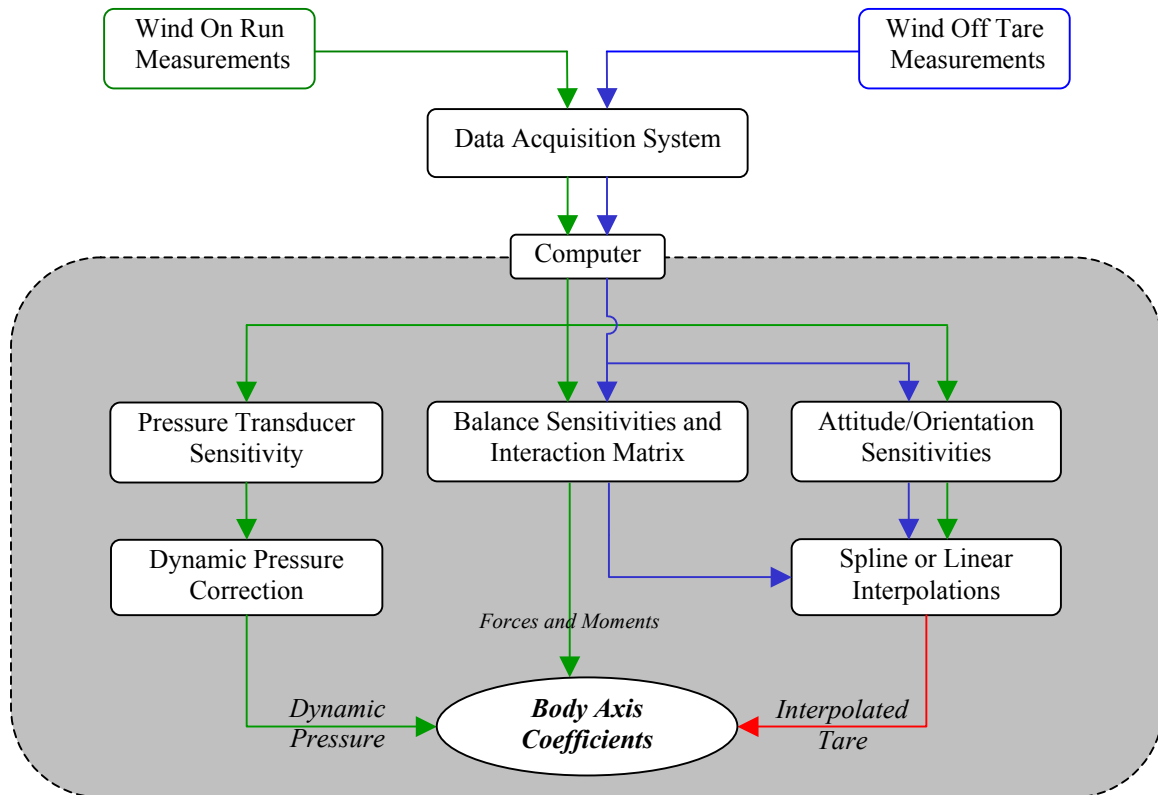 Wind On Run
Measurements
Wind Off Tare
Measurements
Data Acquisition System
Computer
Pressure Transducer
Sensitivity
Balance Sensitivities and
Interaction Matrix
Attitude/Orientation
Sensitivities
Dynamic Pressure
Correction
Spline or Linear
Interpolations
Forces and Moments
Dynamic
Pressure
Body Axis
Coefficients
Interpolated
Tare